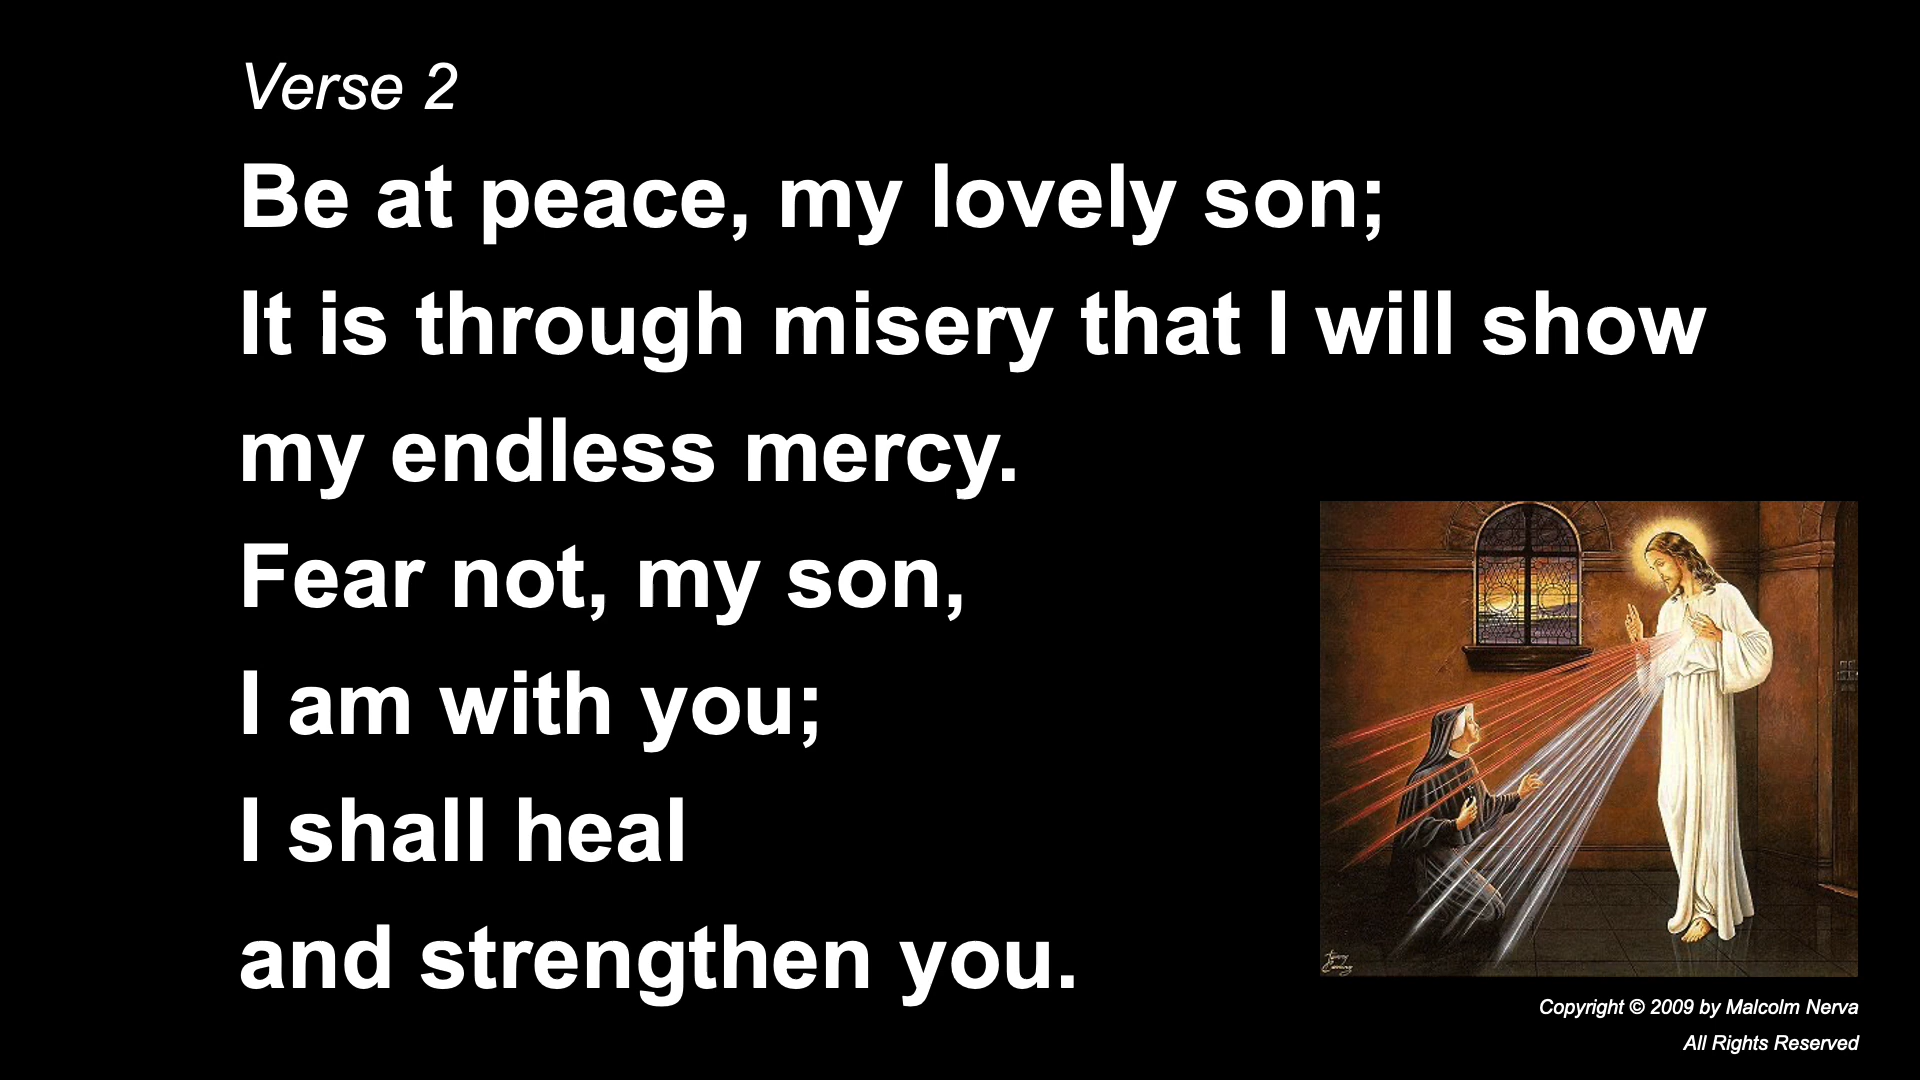 Verse 2
Be at peace, my lovely son;
It is through misery that I will show
my endless mercy.
Fear not, my son,
I am with you;
I shall heal
and strengthen you.
Copyright © 2009 by Malcolm Nerva
All Rights Reserved